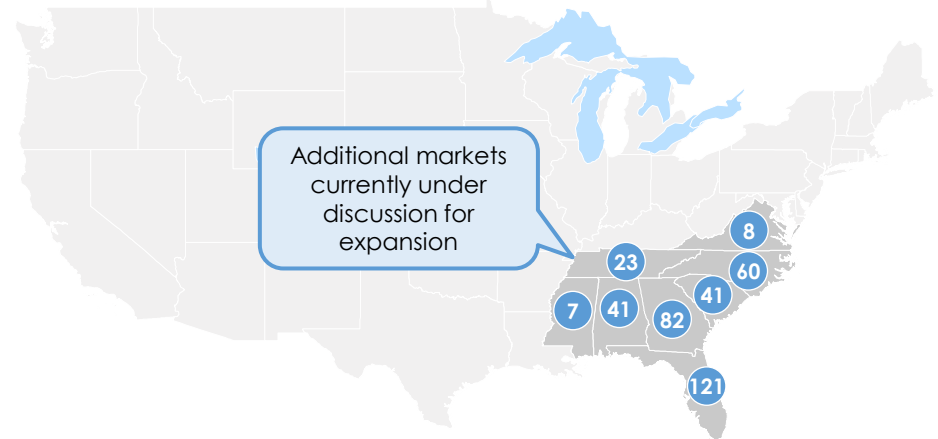 Additional markets
currently under
discussion for
expansion
8
23
60
41
7
41
82
121